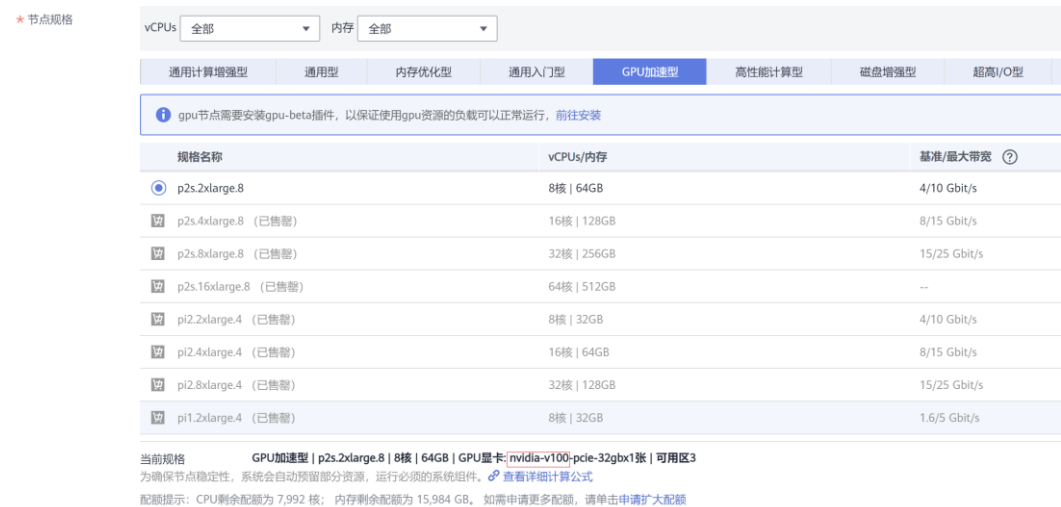 * 节点规格
vCPUs 全部 内存 全部
通用计算增强型 通用型 内存优化型 通用入门型 GPU加速型 高性能计算型 磁盘增强型 超高I/O型
gpu节点需要安装gpu-beta插件，以保证使用gpu资源的负载可以正常运行，前往安装
规格名称 vCPUs/内存 基准/最大带宽 ?
p2s.2xlarge.8 8核 | 64GB 4/10 Gbit/s
p2s.4xlarge.8 （已售罄） 16核 | 128GB 8/15 Gbit/s
p2s.8xlarge.8 （已售罄） 32核 | 256GB 15/25 Gbit/s
p2s.16xlarge.8 （已售罄） 64核 | 512GB --
pi2.2xlarge.4 （已售罄） 8核 | 32GB 4/10 Gbit/s
pi2.4xlarge.4 （已售罄） 16核 | 64GB 8/15 Gbit/s
pi2.8xlarge.4 （已售罄） 32核 | 128GB 15/25 Gbit/s
pi1.2xlarge.4 （已售罄） 8核 | 32GB 1.6/5 Gbit/s
当前规格 GPU加速型 | p2s.2xlarge.8 | 8核 | 64GB | GPU显卡: nvidia-v100-pcie-32gbx1张 | 可用区3
为确保节点稳定性，系统会自动预留部分资源，运行必须的系统组件。 查看详细计算公式
配额提示：CPU剩余配额为 7,992 核； 内存剩余配额为 15,984 GB。 如需申请更多配额，请单击申请扩大配额